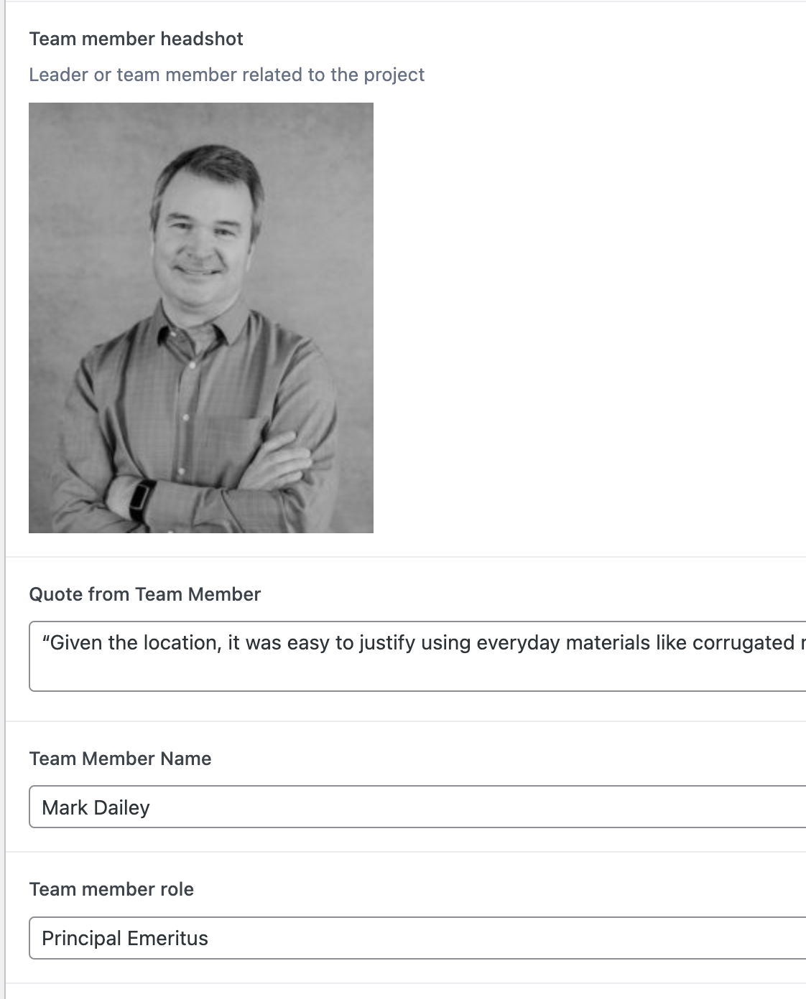 Team member headshot
Leader or team member related to the project
Quote from Team Member
“Given the location, it was easy to justify using everyday materials like corrugated
Team Member Name
Mark Dailey
Team member role
Principal Emeritus